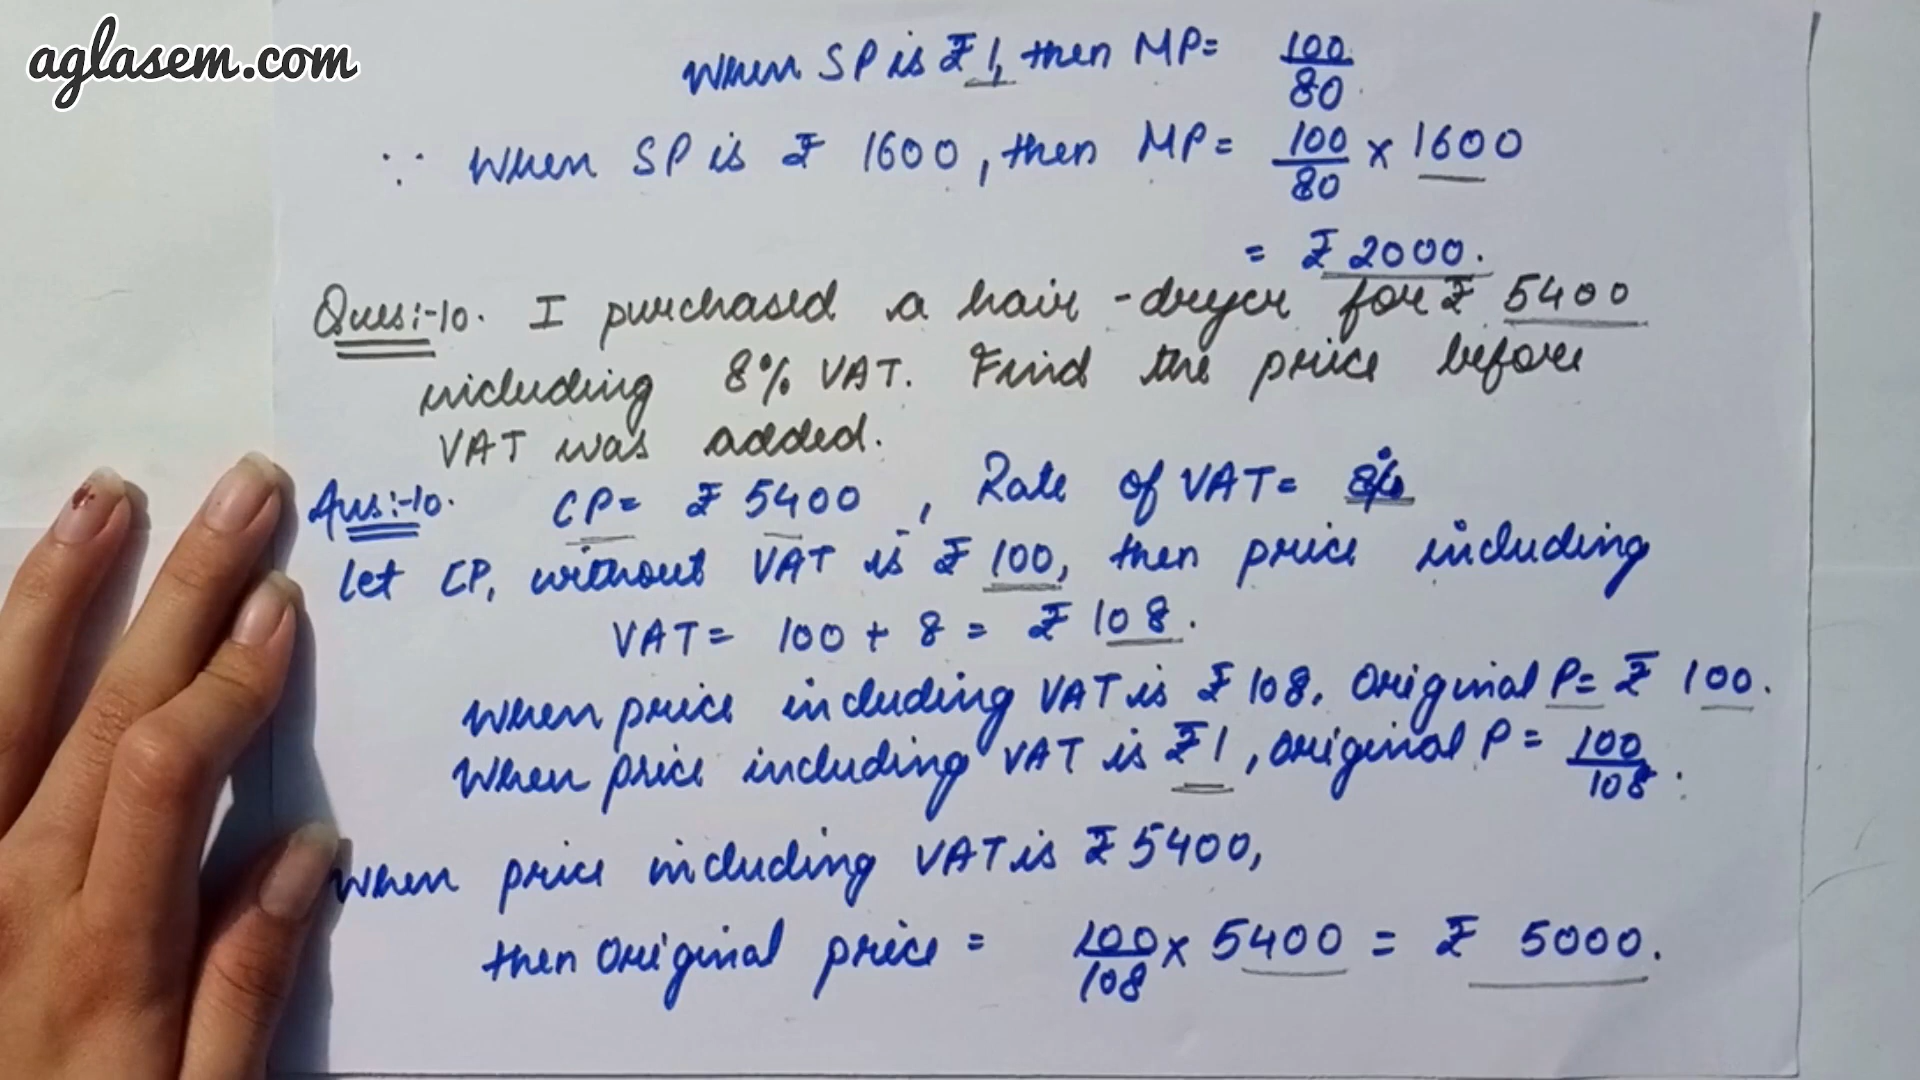 aglasem.com
When SP is ₹ 1, then MP = 100/80
∵ When SP is ₹ 1600, then MP = 100/80 x 1600
= ₹ 2000.
Ques:-10. I purchased a hair-dryer for ₹ 5400
including 8% VAT. Find the price before
VAT was added.
Ans:-10. CP = ₹ 5400, Rate of VAT = 8%
Let CP, without VAT is ₹ 100, then price including
VAT = 100 + 8 = ₹ 108.
When price including VAT is ₹ 108. Original P = ₹ 100.
When price including VAT is ₹ 1, original P = 100/108.
When price including VAT is ₹ 5400,
then Original price = 100/108 x 5400 = ₹ 5000.